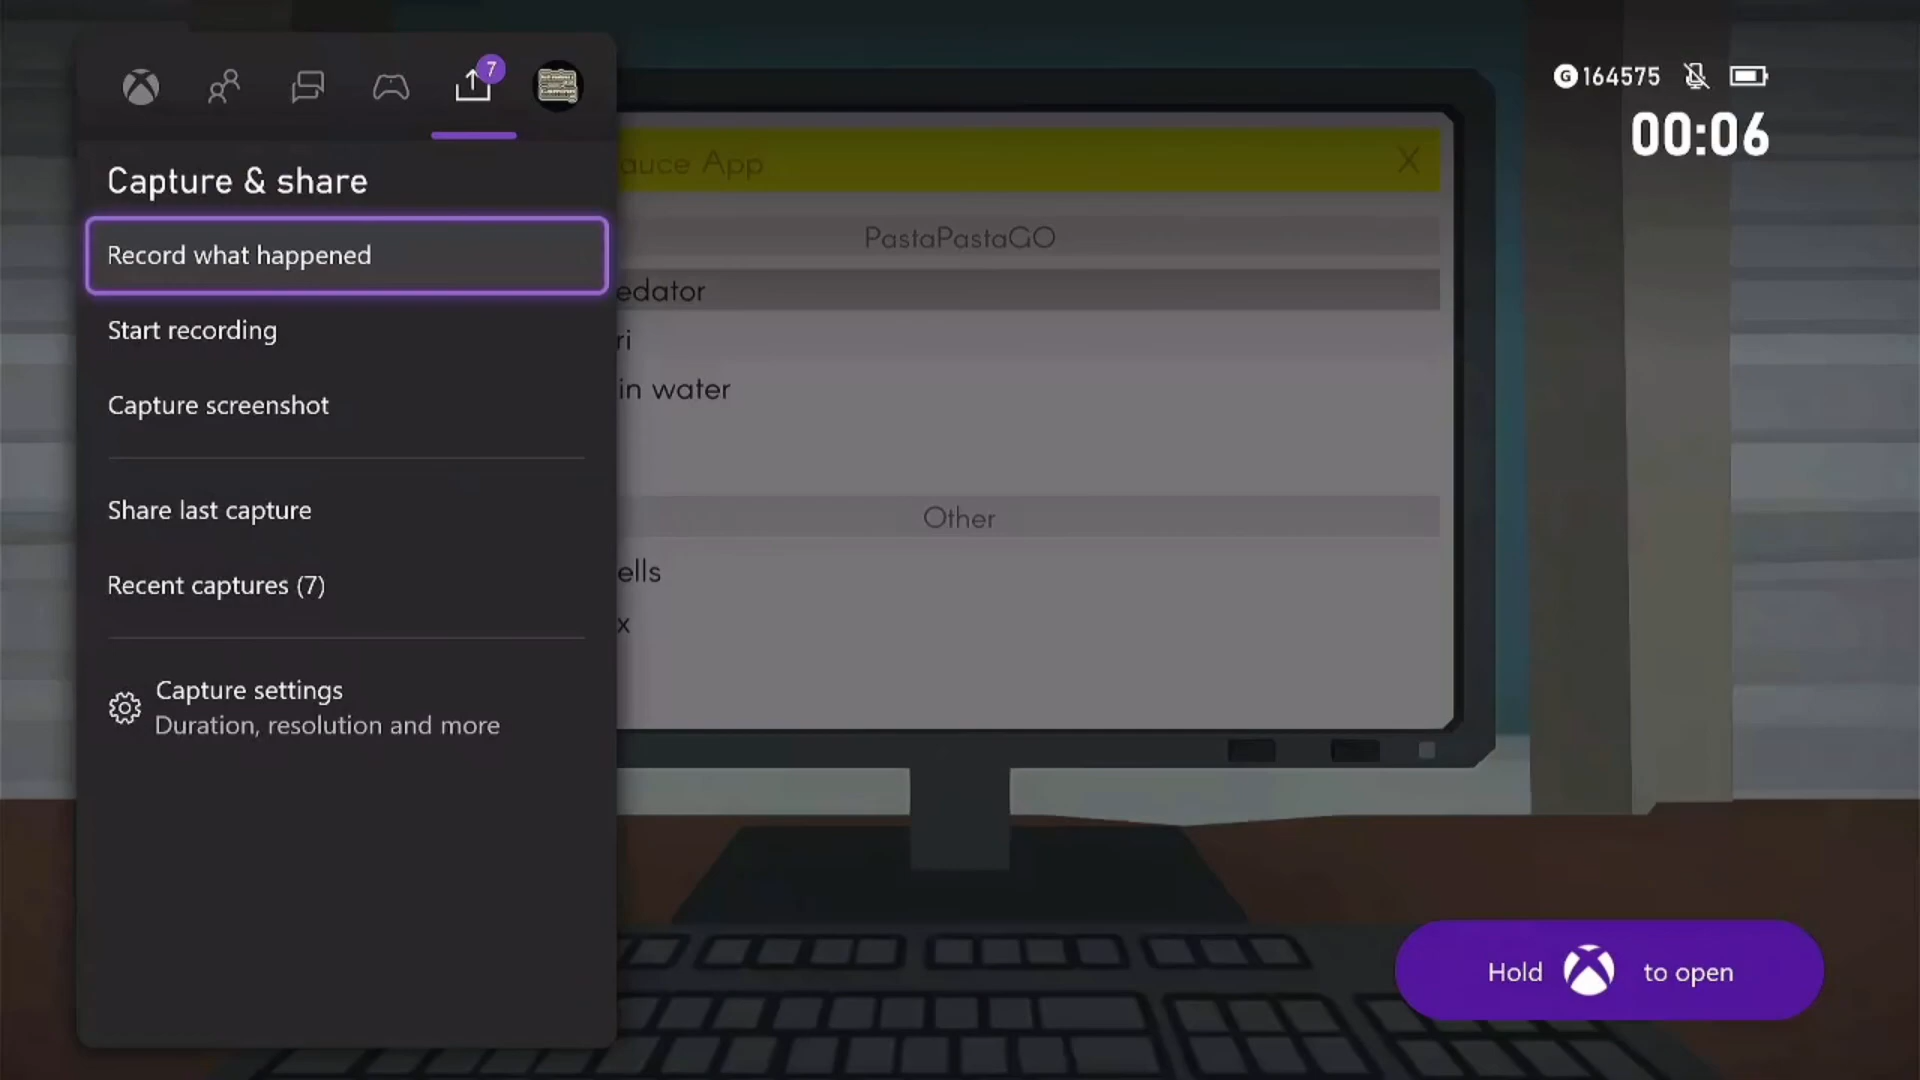 7
G 164575
00:06
Capture & share
Record what happened
Start recording
Capture screenshot
Share last capture
Recent captures (7)
Capture settings
Duration, resolution and more
auce App
X
PastaPastaGO
edator
ri
in water
Other
ells
x
Hold to open